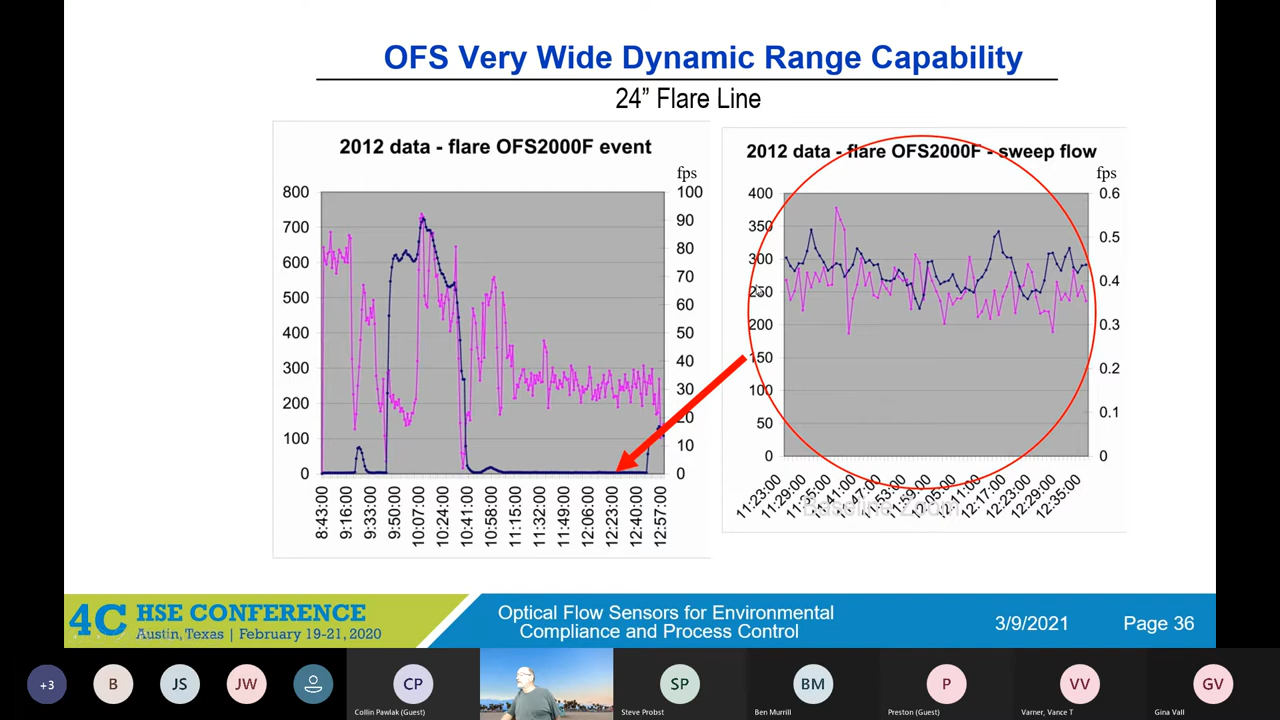 OFS Very Wide Dynamic Range Capability
24” Flare Line
2012 data - flare OFS2000F event
fps
800
700
600
500
400
300
200
100
0
100
90
80
70
60
50
40
30
20
10
0
8:43:00
9:16:00
9:33:00
9:50:00
10:07:00
10:24:00
10:41:00
10:58:00
11:15:00
11:32:00
11:49:00
12:06:00
12:23:00
12:40:00
12:57:00
2012 data - flare OFS2000F - sweep flow
fps
400
350
300
250
200
150
100
50
0
0.6
0.5
0.4
0.3
0.2
0.1
0
11:23:00
11:29:00
11:35:00
11:41:00
11:47:00
11:53:00
11:59:00
12:05:00
12:11:00
12:17:00
12:23:00
12:29:00
12:35:00
Baseline Zoom
4C HSE CONFERENCE
Austin, Texas | February 19-21, 2020
Optical Flow Sensors for Environmental
Compliance and Process Control
3/9/2021
Page 36
+3
B
JS
JW
CP
Collin Pawlak (Guest)
SP
Steve Probst
BM
Ben Murrill
P
Preston (Guest)
VV
Varner, Vance T
GV
Gina Vall